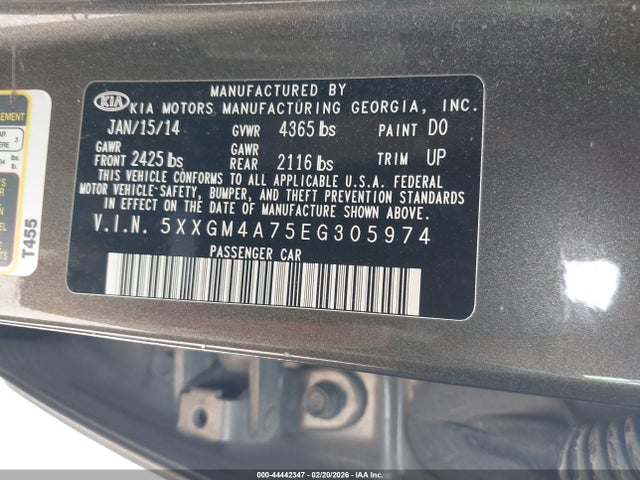 MANUFACTURED BY
KIA KIA MOTORS MANUFACTURING GEORGIA, INC.
JAN/15/14 GVWR 4365 lbs PAINT DO
GAWR FRONT 2425 lbs GAWR REAR 2116 lbs TRIM UP
THIS VEHICLE CONFORMS TO ALL APPLICABLE U.S.A. FEDERAL
MOTOR VEHICLE-SAFETY, BUMPER, AND THEFT PREVENTION STANDARDS
IN EFFECT ON THE DATE OF MANUFACTURE SHOWN ABOVE.
V.I.N. 5XXGM4A75EG305974
PASSENGER CAR
T455
000-44442347 - 02/20/2026 - IAAI, Inc.